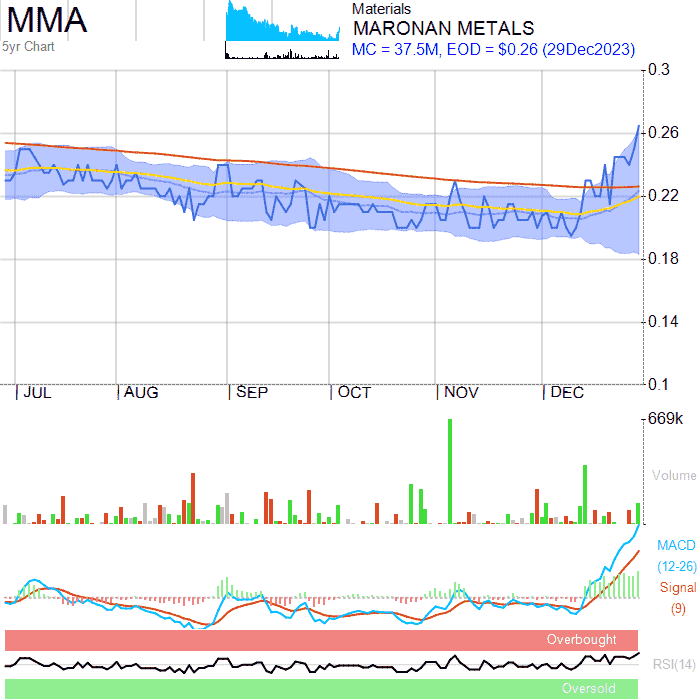 MMA
5yr Chart
Materials
MARONAN METALS
MC = 37.5M, EOD = $0.26 (29Dec2023)
0.3
0.26
0.22
0.18
0.14
0.1
JUL AUG SEP OCT NOV DEC
669k
Volume
MACD
(12-26)
Signal
(9)
Overbought
RSI(14)
Oversold